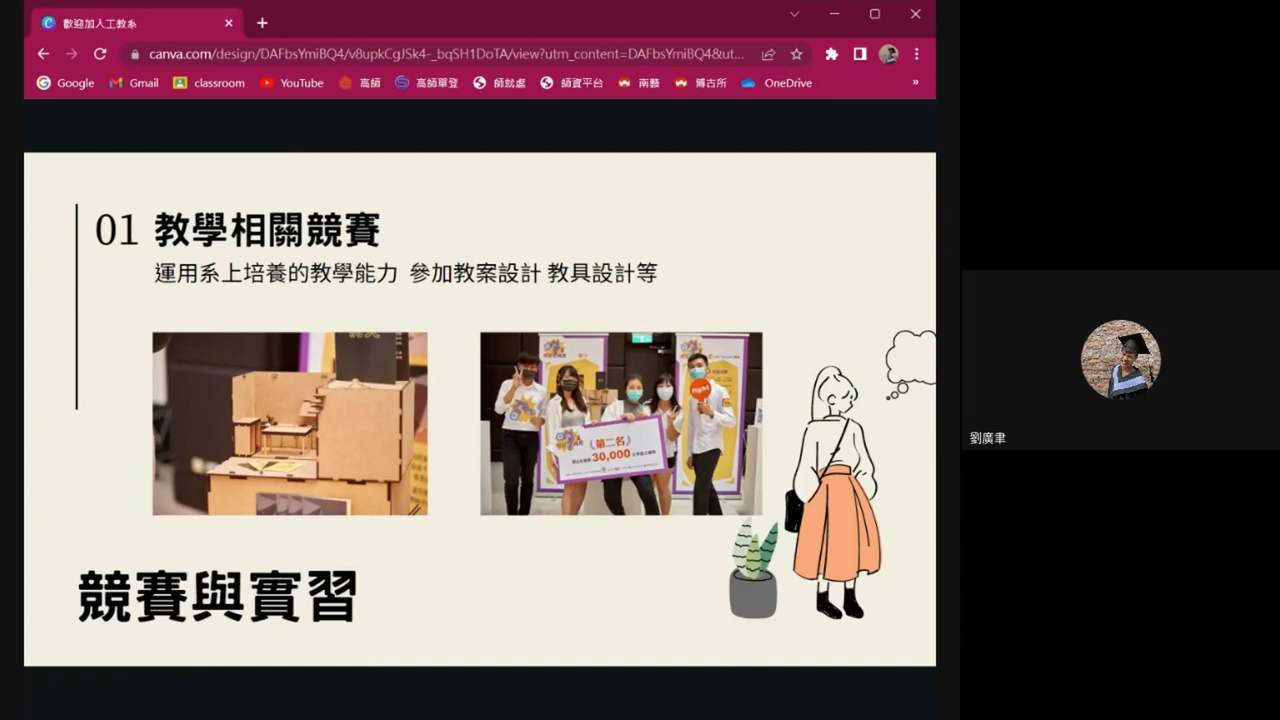 歡迎加入工教系
canva.com/design/DAFbsYmiBQ4/v8upkCgJSk4-_bqSH1DoTA/view?utm_content=DAFbsYmiBQ4&ut...
Google Gmail classroom YouTube 高師 高師單登 師就處 師資平台 南藝 博古所 OneDrive »
01 教學相關競賽
運用系上培養的教學能力 參加教案設計 教具設計等
《第二名》
30,000
fight
競賽與實習
劉廣聿